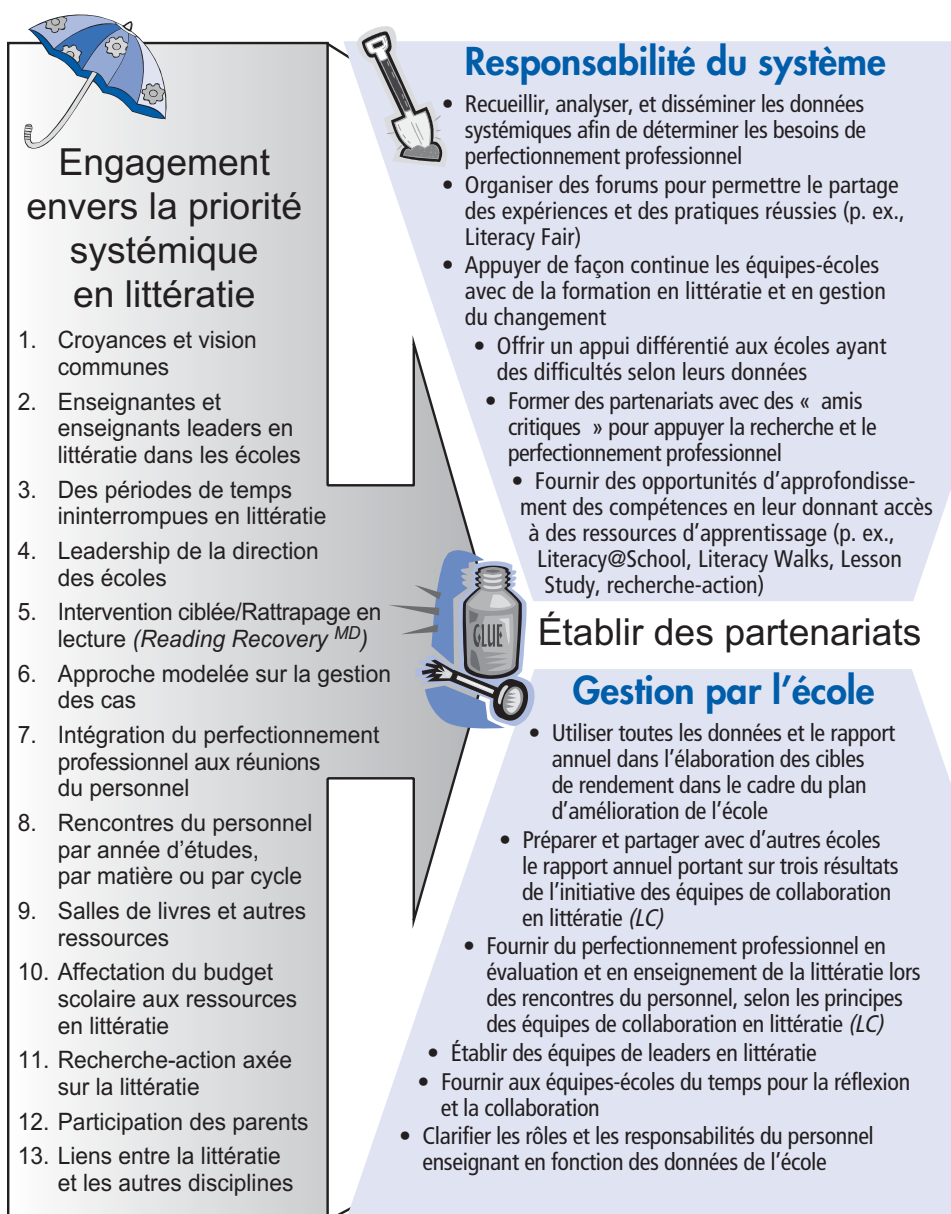 Engagement
envers la priorité
systémique
en littératie
1. Croyances et vision
communes
2. Enseignantes et
enseignants leaders en
littératie dans les écoles
3. Des périodes de temps
ininterrompues en littératie
4. Leadership de la direction
des écoles
5. Intervention ciblée/Rattrapage en
lecture (Reading Recovery MD)
6. Approche modelée sur la gestion
des cas
7. Intégration du perfectionnement
professionnel aux réunions
du personnel
8. Rencontres du personnel
par année d'études,
par matière ou par cycle
9. Salles de livres et autres
ressources
10. Affectation du budget
scolaire aux ressources
en littératie
11. Recherche-action axée
sur la littératie
12. Participation des parents
13. Liens entre la littératie
et les autres disciplines
Responsabilité du système
• Recueillir, analyser, et disséminer les données
systémiques afin de déterminer les besoins de
perfectionnement professionnel
• Organiser des forums pour permettre le partage
des expériences et des pratiques réussies (p. ex.,
Literacy Fair)
• Appuyer de façon continue les équipes-écoles
avec de la formation en littératie et en gestion
du changement
• Offrir un appui différentié aux écoles ayant
des difficultés selon leurs données
• Former des partenariats avec des « amis
critiques » pour appuyer la recherche et le
perfectionnement professionnel
• Fournir des opportunités d'approfondisse-
ment des compétences en leur donnant accès
à des ressources d'apprentissage (p. ex.,
Literacy@School, Literacy Walks, Lesson
Study, recherche-action)
GLUE
Établir des partenariats
Gestion par l'école
• Utiliser toutes les données et le rapport
annuel dans l'élaboration des cibles
de rendement dans le cadre du plan
d'amélioration de l'école
• Préparer et partager avec d'autres écoles
le rapport annuel portant sur trois résultats
de l'initiative des équipes de collaboration
en littératie (LC)
• Fournir du perfectionnement professionnel en
évaluation et en enseignement de la littératie lors
des rencontres du personnel, selon les principes
des équipes de collaboration en littératie (LC)
• Établir des équipes de leaders en littératie
• Fournir aux équipes-écoles du temps pour la réflexion
et la collaboration
• Clarifier les rôles et les responsabilités du personnel
enseignant en fonction des données de l'école